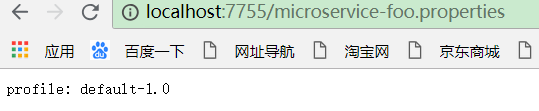 localhost:7755/microservice-foo.properties
应用 百度一下 网址导航 淘宝网 京东商城
profile: default-1.0